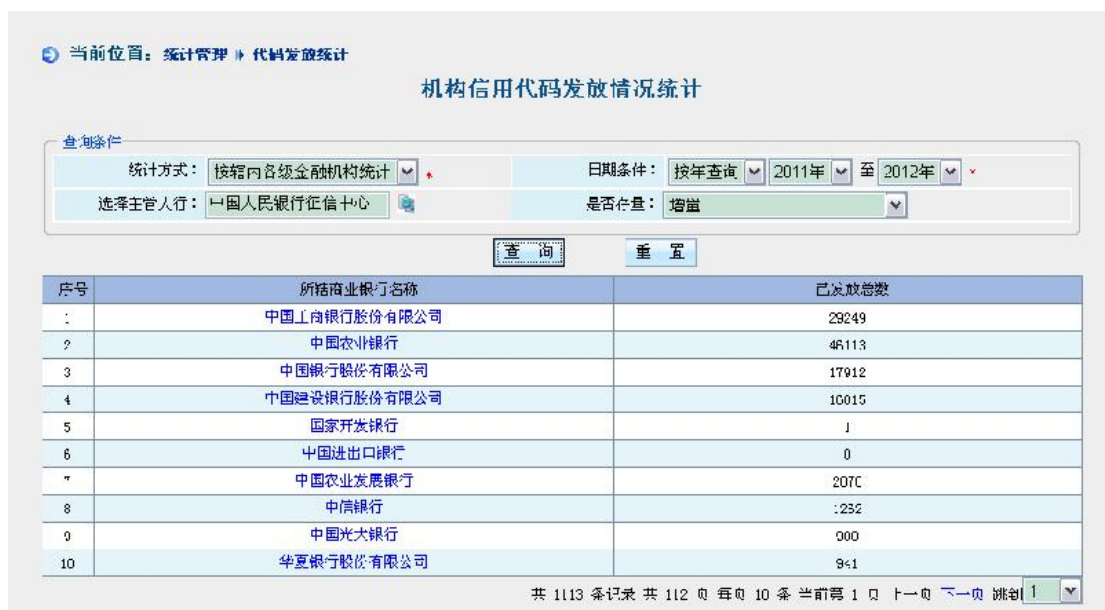 当前位置：统计管理 代码发放统计
机构信用代码发放情况统计
查询条件
统计方式： 按辖内各级金融机构统计 * 日期条件： 按年查询 2011年 至 2012年 *
选择主管人行： 中国人民银行征信中心 是否存量： 增量
查 询 重 置
序号 所辖商业银行名称 已发放总数
1 中国工商银行股份有限公司 29249
2 中国农业银行 46113
3 中国银行股份有限公司 17912
4 中国建设银行股份有限公司
5 国家开发银行 1
6 中国进出口银行 0
7 中国农业发展银行 2070
8 中信银行 1232
9 中国光大银行
10 华夏银行股份有限公司 941
共 1113 条记录 共 112 页 每页 10 条 当前第 1 页 上一页 下一页 跳到 1